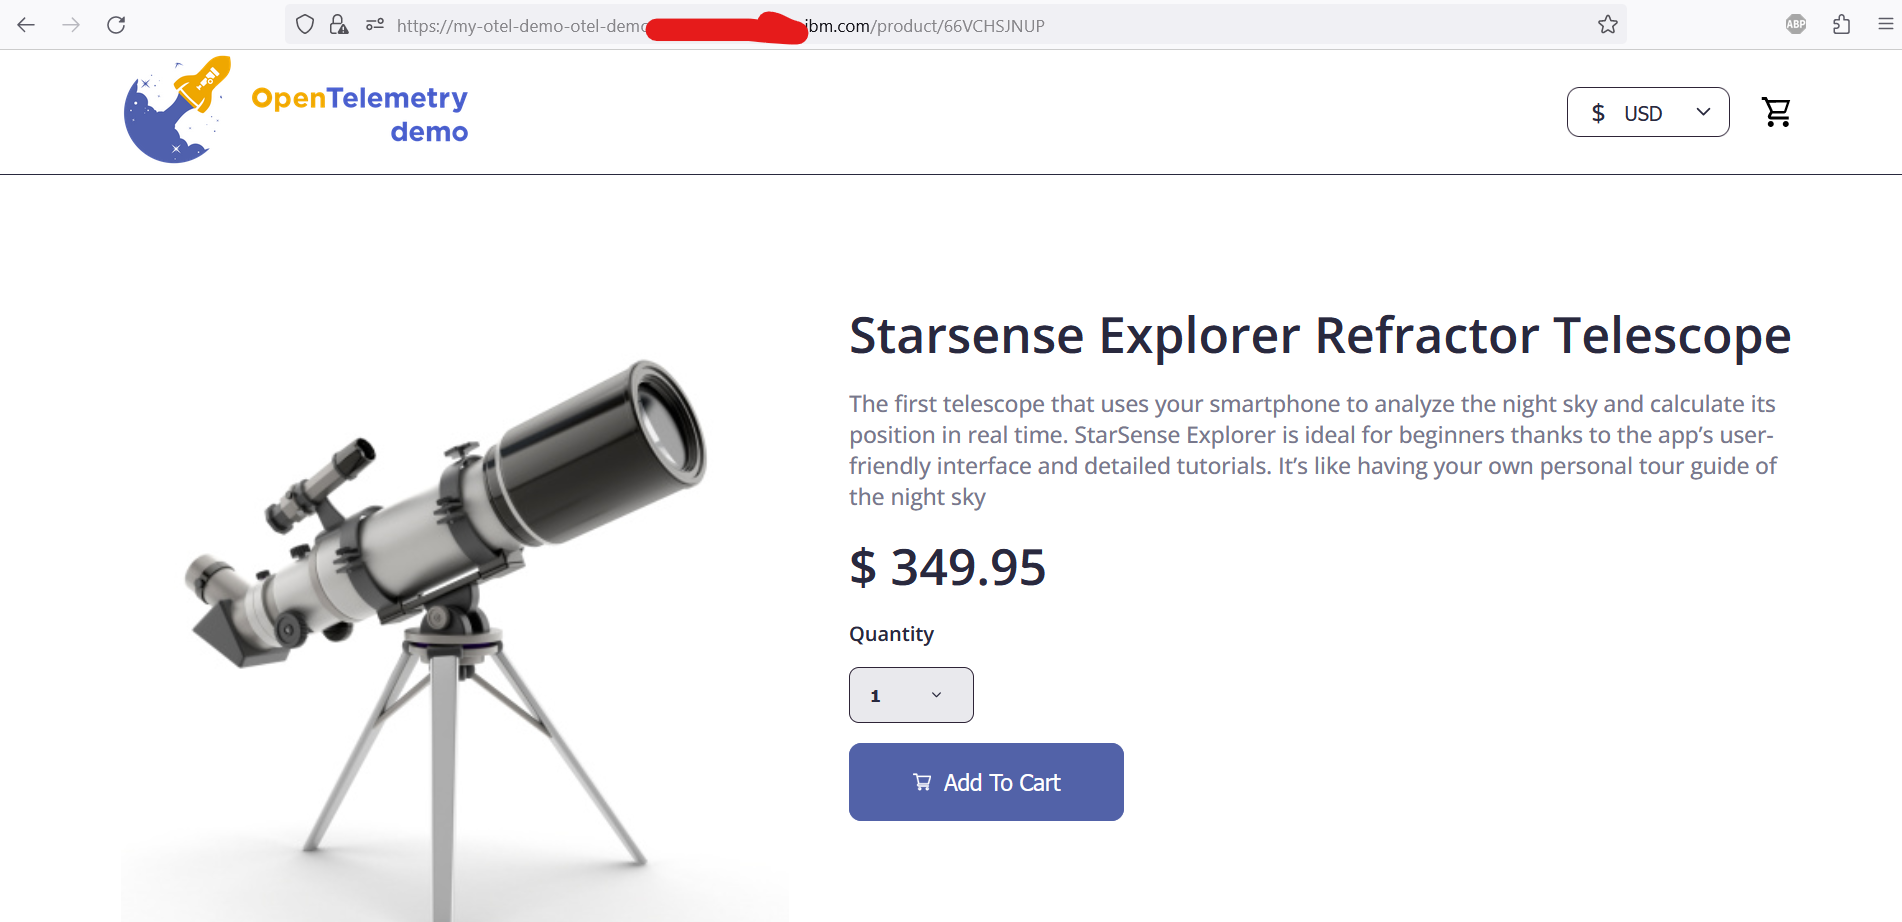 https://my-otel-demo-otel-demo ibm.com/product/66VCHSJNUP
ABP
OpenTelemetry
demo
$ USD
Starsense Explorer Refractor Telescope
The first telescope that uses your smartphone to analyze the night sky and calculate its
position in real time. StarSense Explorer is ideal for beginners thanks to the app’s user-
friendly interface and detailed tutorials. It’s like having your own personal tour guide of
the night sky
$ 349.95
Quantity
1
Add To Cart